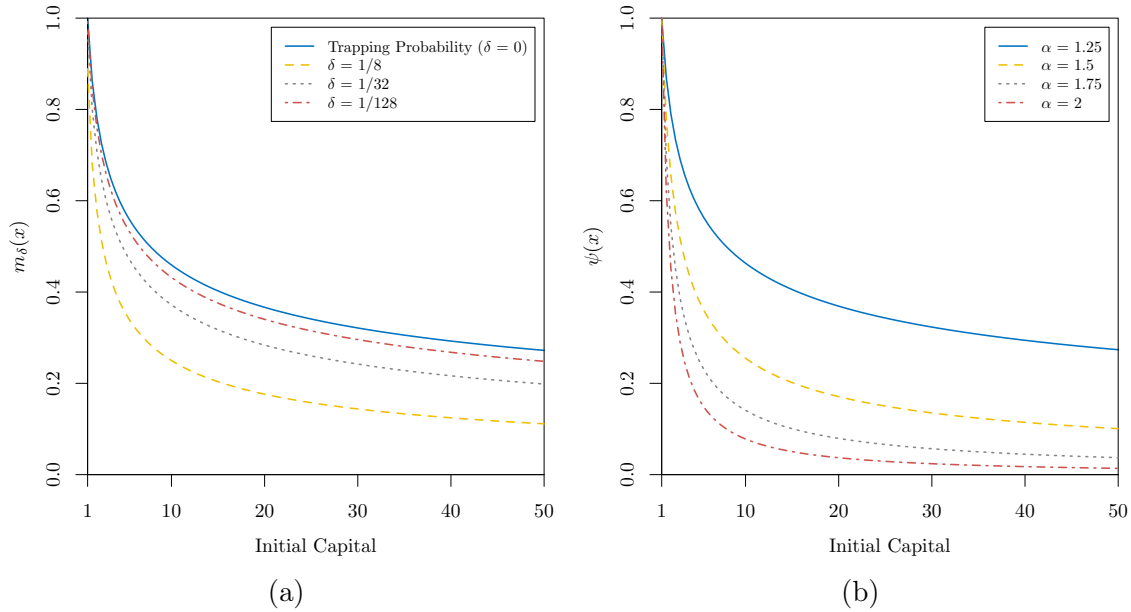 1.0
0.8
0.6
0.4
0.2
0.0
m_δ(x)
Trapping Probability (δ = 0)
δ = 1/8
δ = 1/32
δ = 1/128
1 10 20 30 40 50
Initial Capital
(a)
1.0
0.8
0.6
0.4
0.2
0.0
ψ(x)
α = 1.25
α = 1.5
α = 1.75
α = 2
1 10 20 30 40 50
Initial Capital
(b)